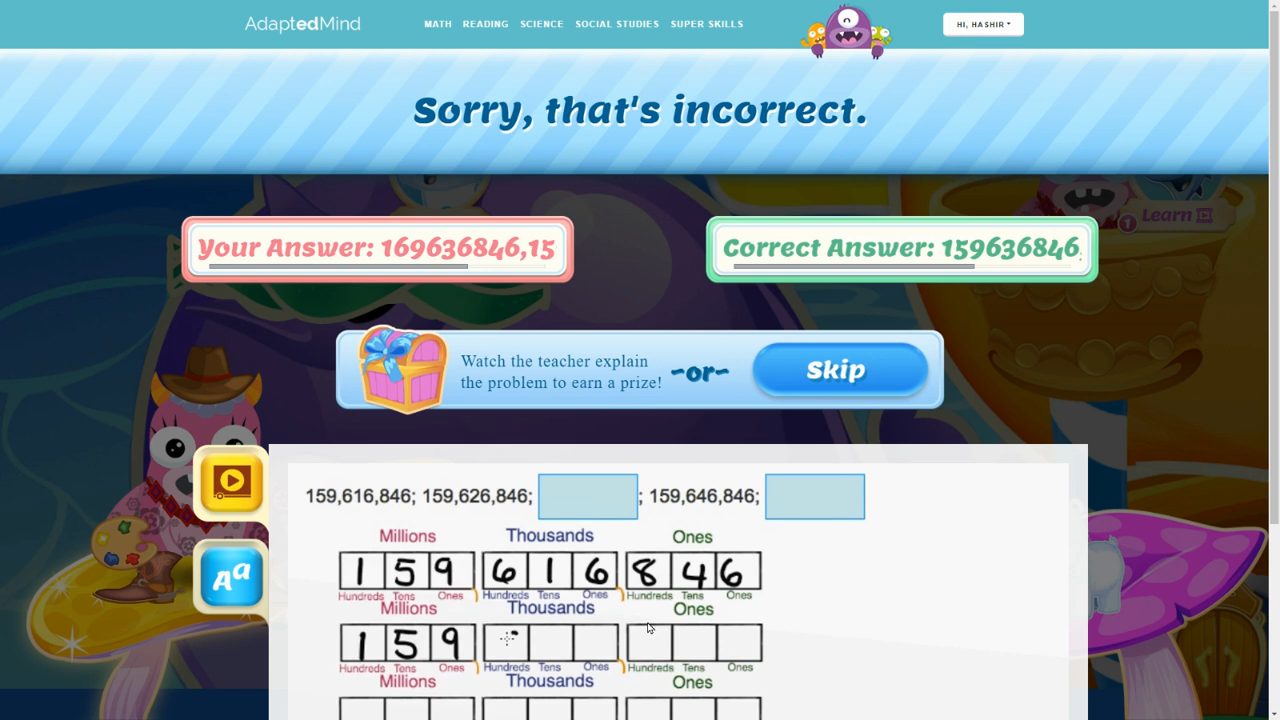 AdaptedMind
MATH READING SCIENCE SOCIAL STUDIES SUPER SKILLS
HI, HASHIR
Sorry, that's incorrect.
1 Learn
Your Answer: 169636846,15
Correct Answer: 159636846,
Watch the teacher explain
the problem to earn a prize!
~or~
Skip
Aa
159,616,846; 159,626,846; ; 159,646,846;
Millions Thousands Ones
1 5 9 6 1 6 8 4 6
Hundreds Tens Ones ) Hundreds Tens Ones ) Hundreds Tens Ones
Millions Thousands Ones
1 5 9
Hundreds Tens Ones ) Hundreds Tens Ones ) Hundreds Tens Ones
Millions Thousands Ones